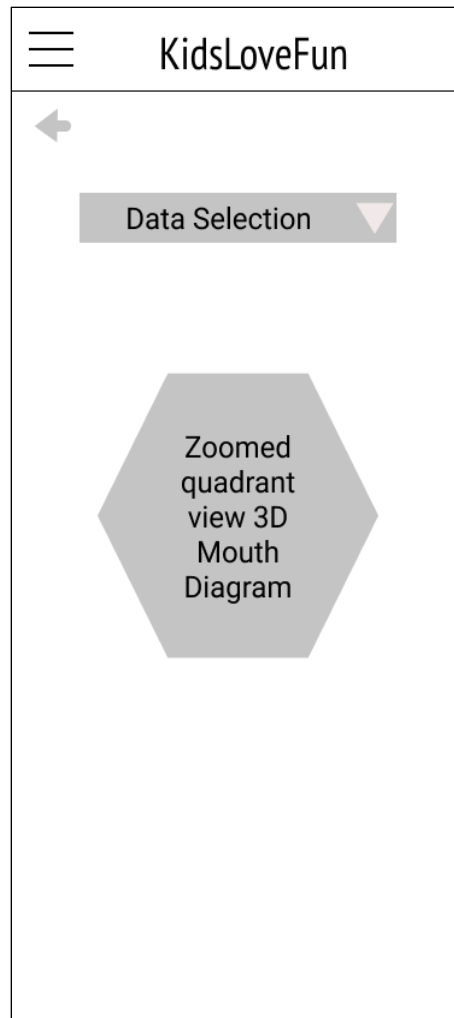 KidsLoveFun
Data Selection
Zoomed
quadrant
view 3D
Mouth
Diagram